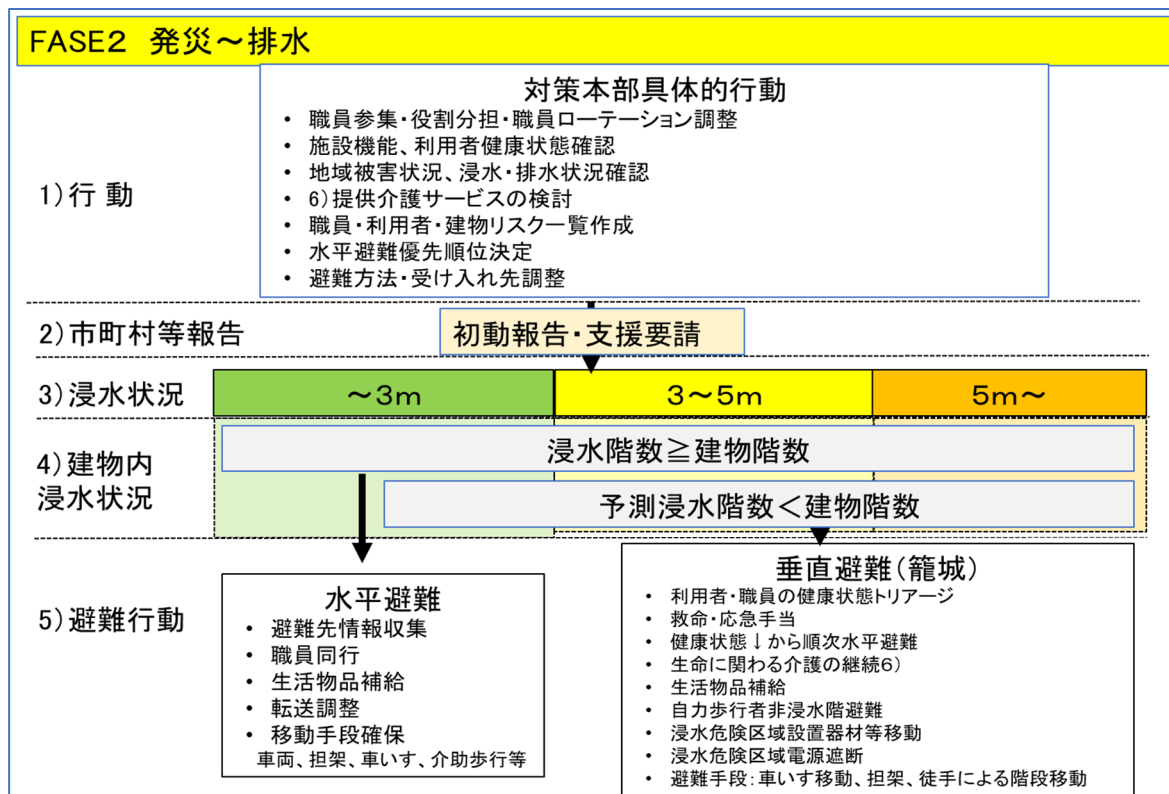 FASE2 発災～排水
対策本部具体的行動
1)行 動
• 職員参集・役割分担・職員ローテーション調整
• 施設機能、利用者健康状態確認
• 地域被害状況、浸水・排水状況確認
• 6)提供介護サービスの検討
• 職員・利用者・建物リスク一覧作成
• 水平避難優先順位決定
• 避難方法・受け入れ先調整
2)市町村等報告
初動報告・支援要請
3)浸水状況
～3m
3～5m
5m～
4)建物内
浸水状況
浸水階数≧建物階数
予測浸水階数＜建物階数
5)避難行動
水平避難
• 避難先情報収集
• 職員同行
• 生活物品補給
• 転送調整
• 移動手段確保
車両、担架、車いす、介助歩行等
垂直避難(籠城)
• 利用者・職員の健康状態トリアージ
• 救命・応急手当
• 健康状態↓から順次水平避難
• 生命に関わる介護の継続6)
• 生活物品補給
• 自力歩行者非浸水階避難
• 浸水危険区域設置器材等移動
• 浸水危険区域電源遮断
• 避難手段:車いす移動、担架、徒手による階段移動